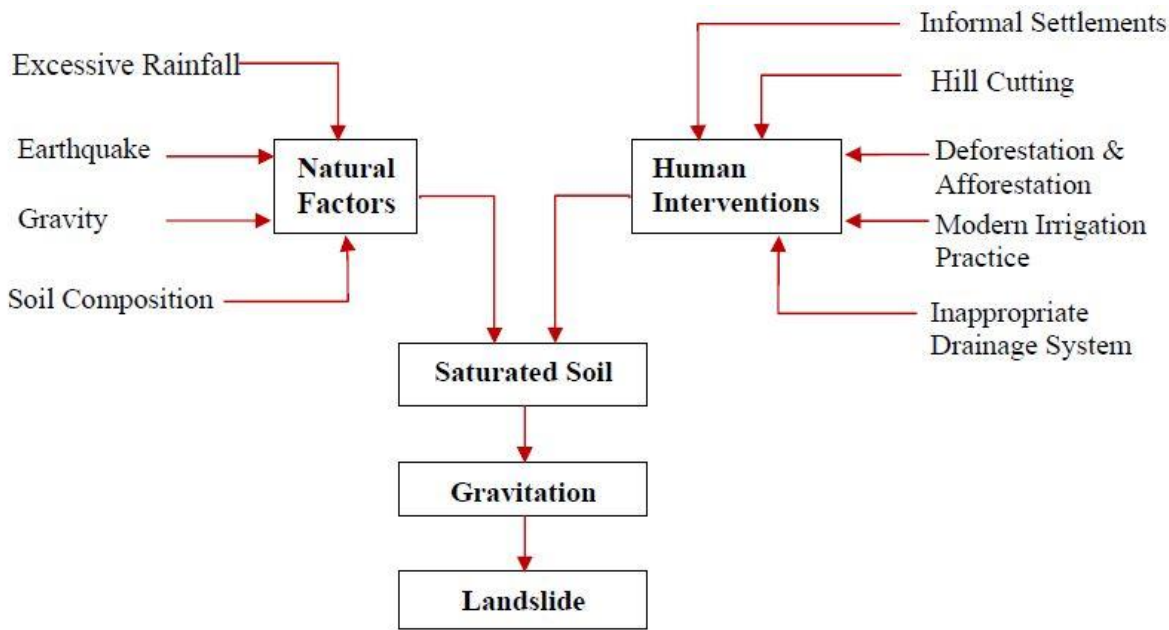 Informal Settlements
Excessive Rainfall
Hill Cutting
Earthquake
Deforestation &
Afforestation
Natural
Factors
Human
Interventions
Gravity
Modern Irrigation
Practice
Soil Composition
Inappropriate
Drainage System
Saturated Soil
Gravitation
Landslide